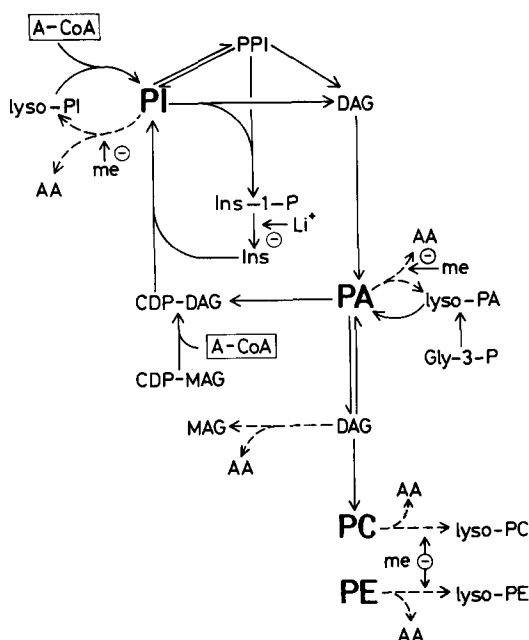 A-CoA
PPI
lyso-PI
PI
DAG
AA
me ⊖
Ins-1-P
Li⁺
⊖
Ins
AA
⊖
me
CDP-DAG
PA
lyso-PA
A-CoA
Gly-3-P
CDP-MAG
MAG
DAG
AA
AA
PC
lyso-PC
me ⊖
PE
lyso-PE
AA